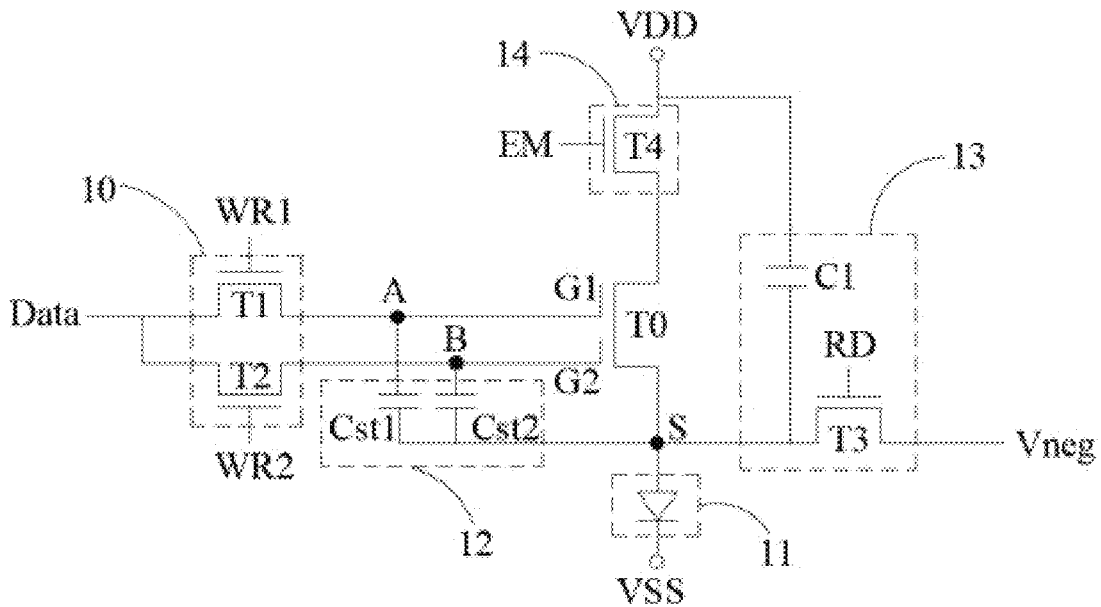 VDD
14
EM
T4
13
10
WR1
Data
T1
A
G1
T0
C1
B
RD
T2
G2
Cst1
Cst2
S
T3
Vneg
WR2
12
11
VSS